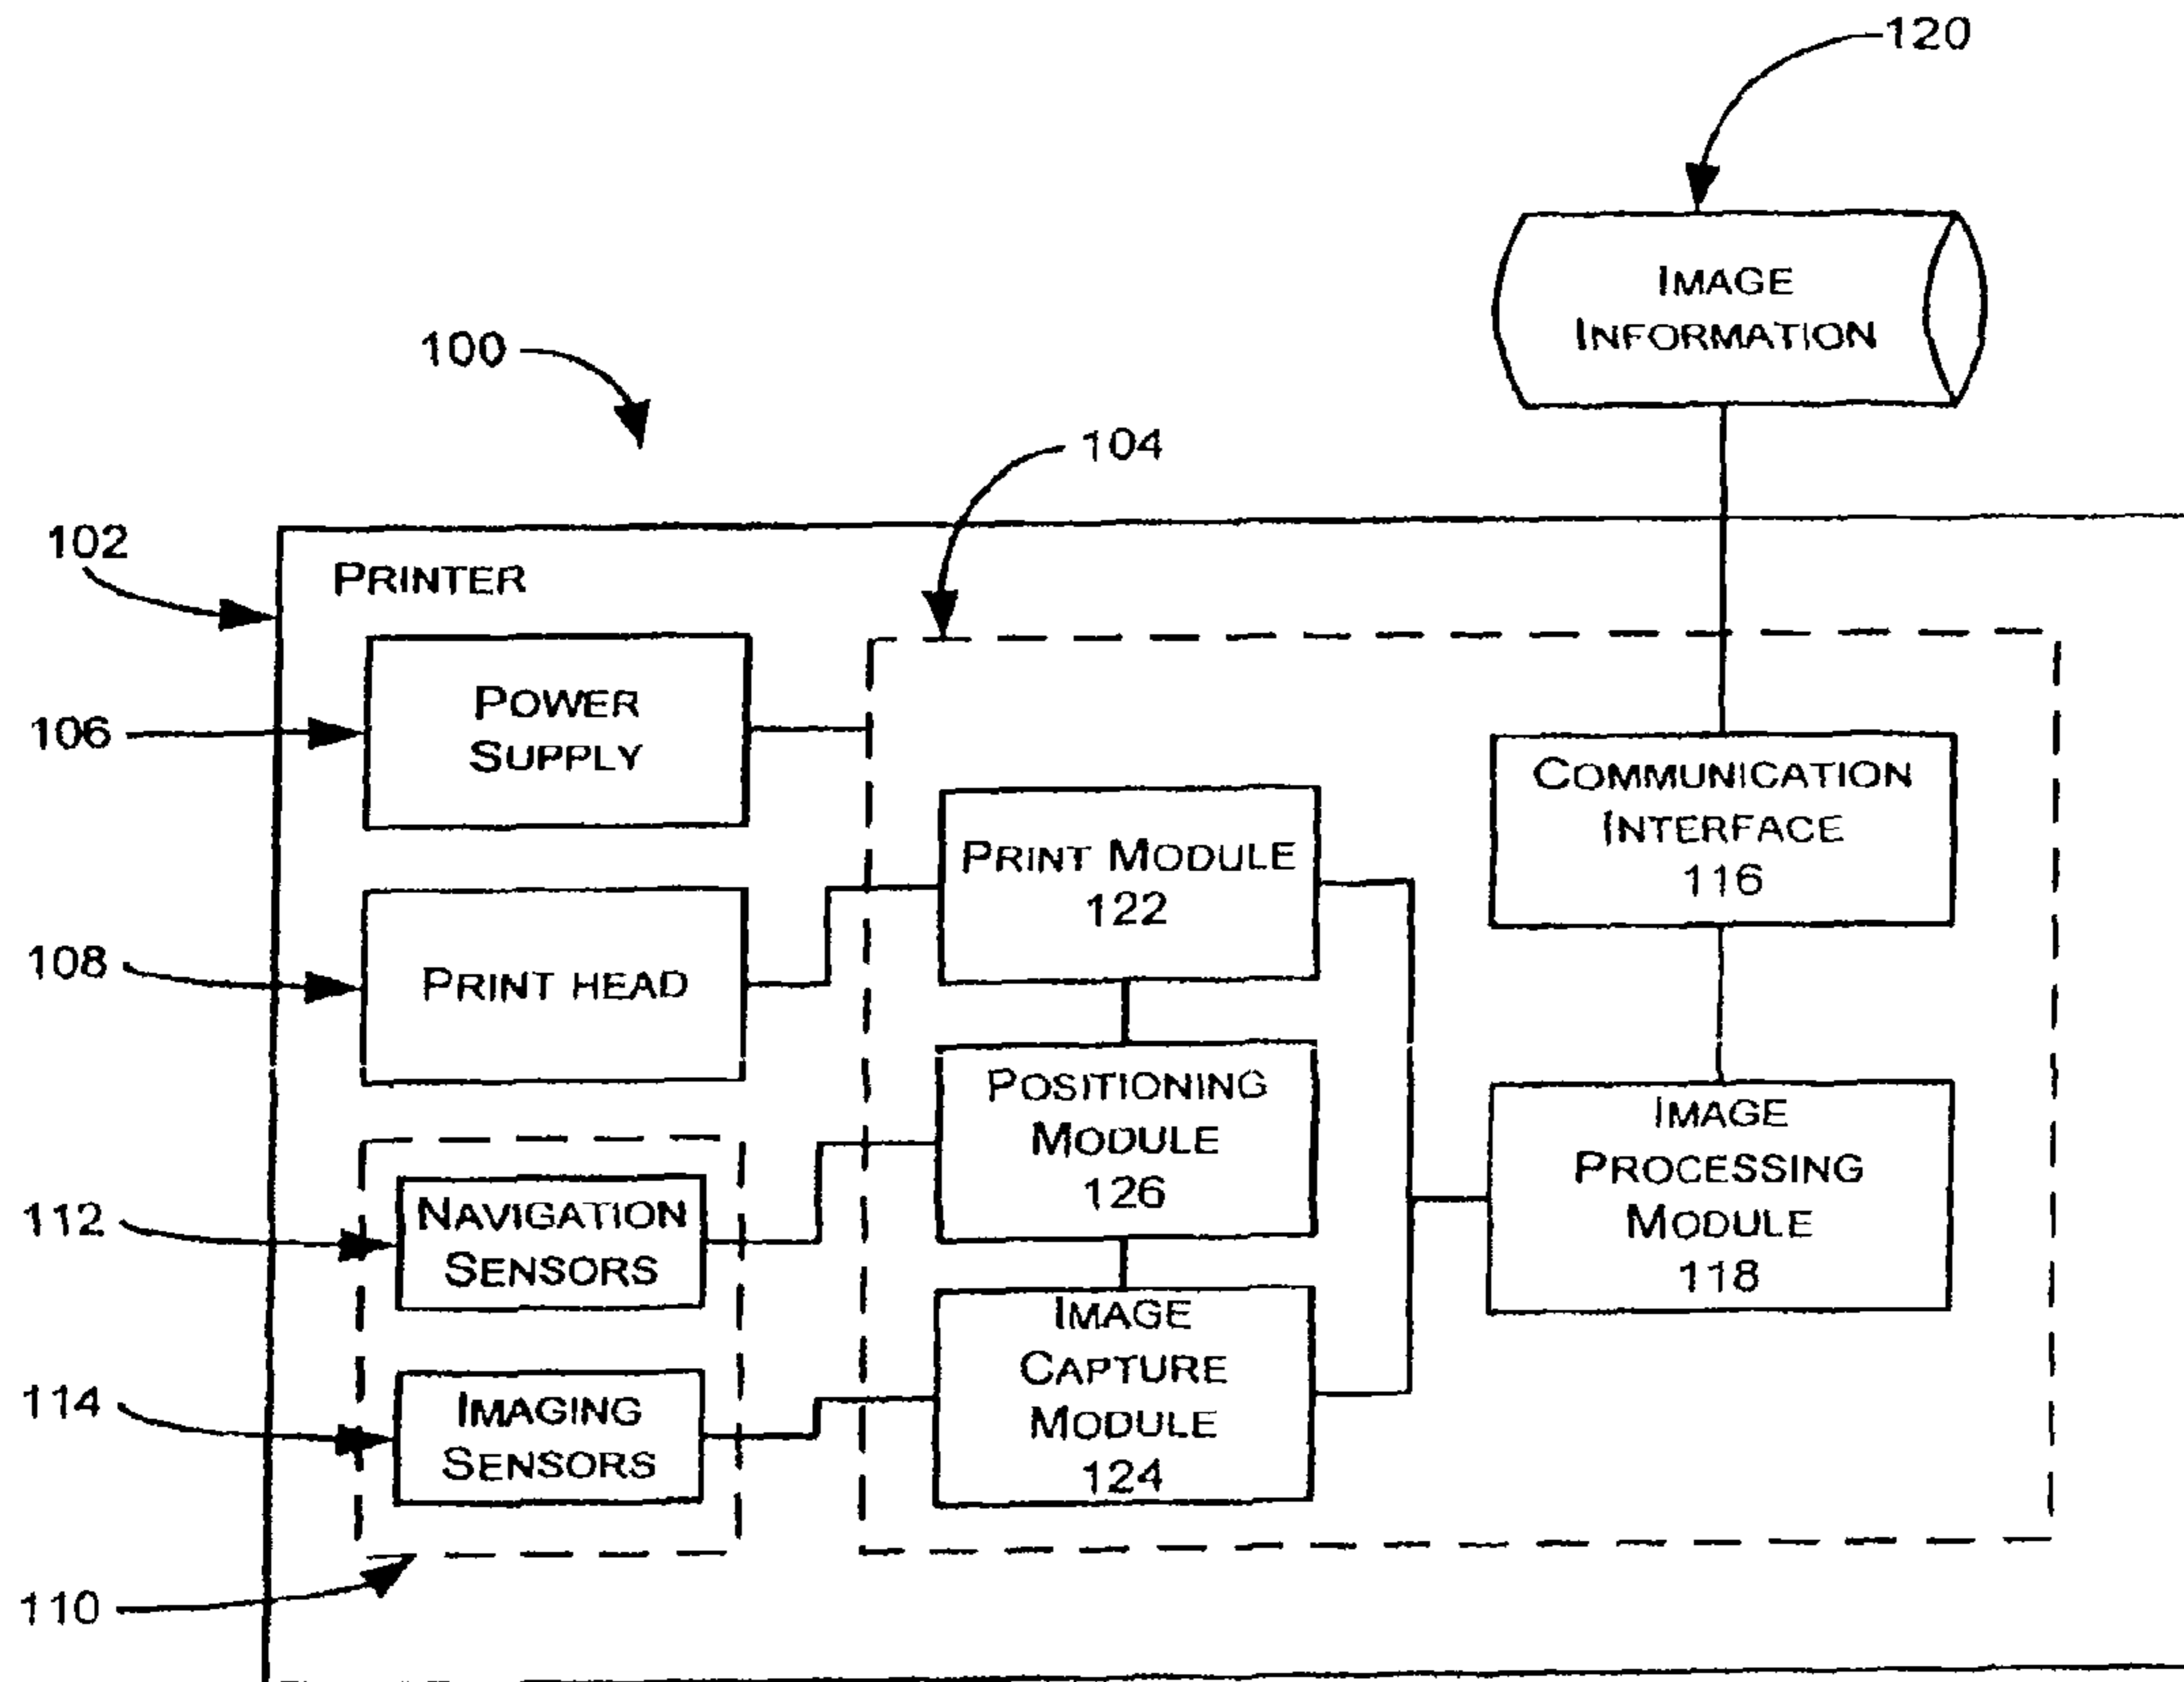 120
IMAGE
INFORMATION
100
104
102
PRINTER
106
POWER
SUPPLY
COMMUNICATION
INTERFACE
116
PRINT MODULE
122
108
PRINT HEAD
POSITIONING
MODULE
126
IMAGE
PROCESSING
MODULE
118
112
NAVIGATION
SENSORS
IMAGE
CAPTURE
MODULE
124
114
IMAGING
SENSORS
110